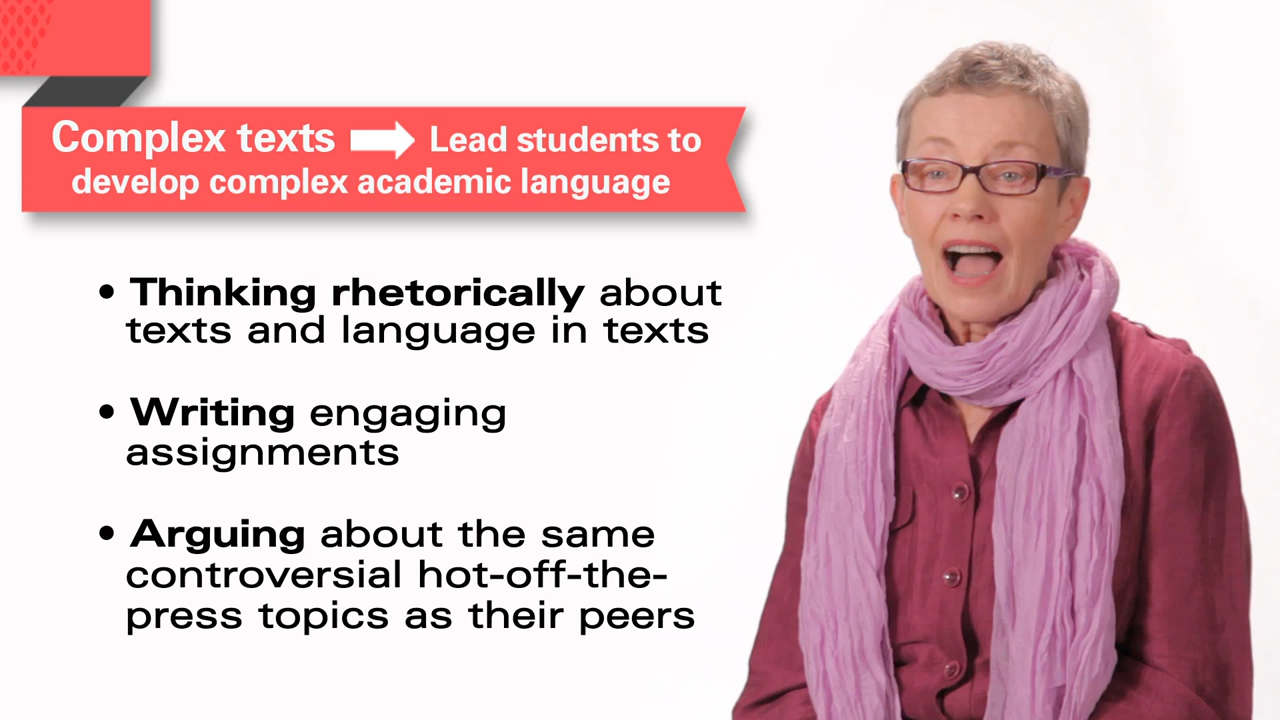 Complex texts ➡ Lead students to
develop complex academic language
• Thinking rhetorically about
texts and language in texts
• Writing engaging
assignments
• Arguing about the same
controversial hot-off-the-
press topics as their peers